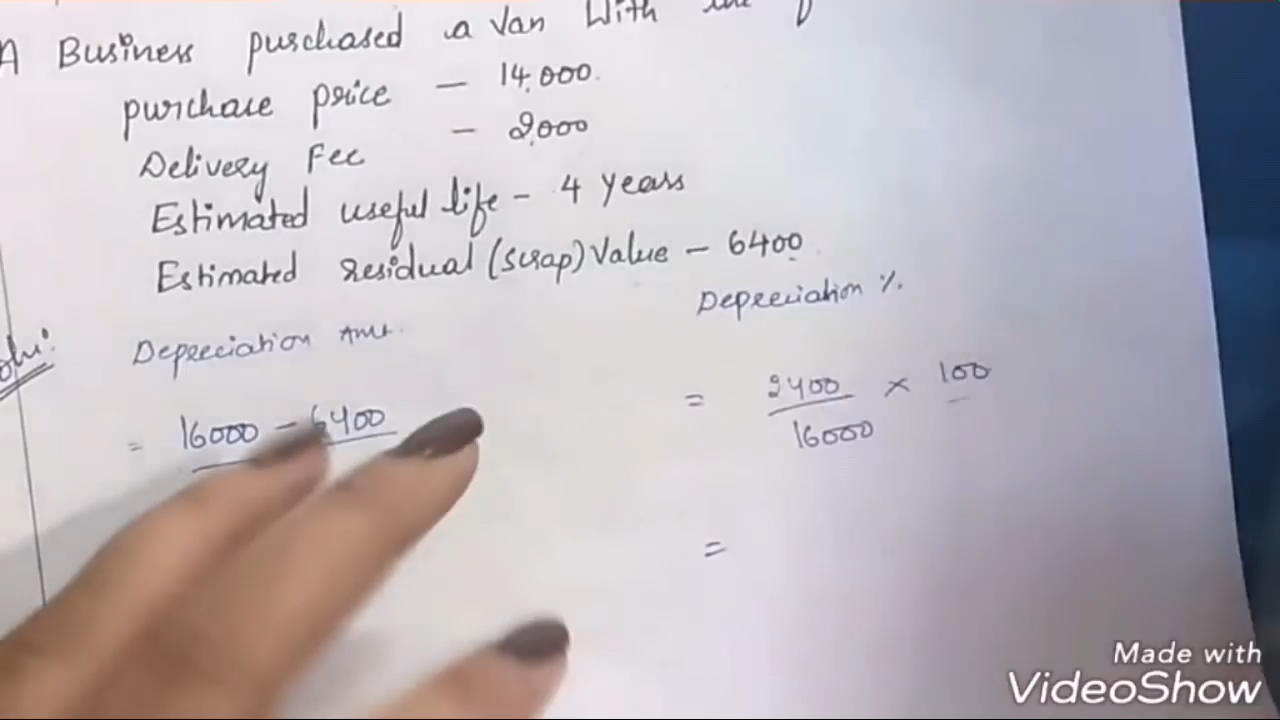 A Business purchased a Van With
purchase price – 14,000.
Delivery Fee – 2,000
Estimated useful life – 4 years
Estimated residual (scrap) Value – 6400
Depreciation Amt.
Depreciation %.
= 16000 – 6400
= 2400 × 100
16000
=
Made with
VideoShow